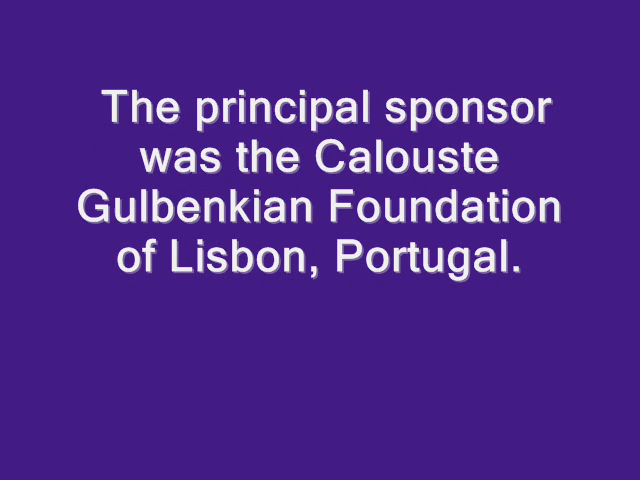 The principal sponsor
was the Calouste
Gulbenkian Foundation
of Lisbon, Portugal.